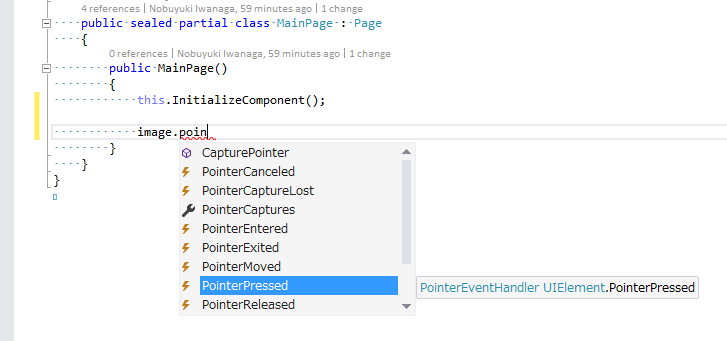 4 references | Nobuyuki Iwanaga, 59 minutes ago | 1 change
public sealed partial class MainPage : Page
{
0 references | Nobuyuki Iwanaga, 59 minutes ago | 1 change
public MainPage()
{
this.InitializeComponent();
image.poin
CapturePointer
PointerCanceled
PointerCaptureLost
PointerCaptures
PointerEntered
PointerExited
PointerMoved
PointerPressed
PointerEventHandler UIElement.PointerPressed
PointerReleased
}
}
}